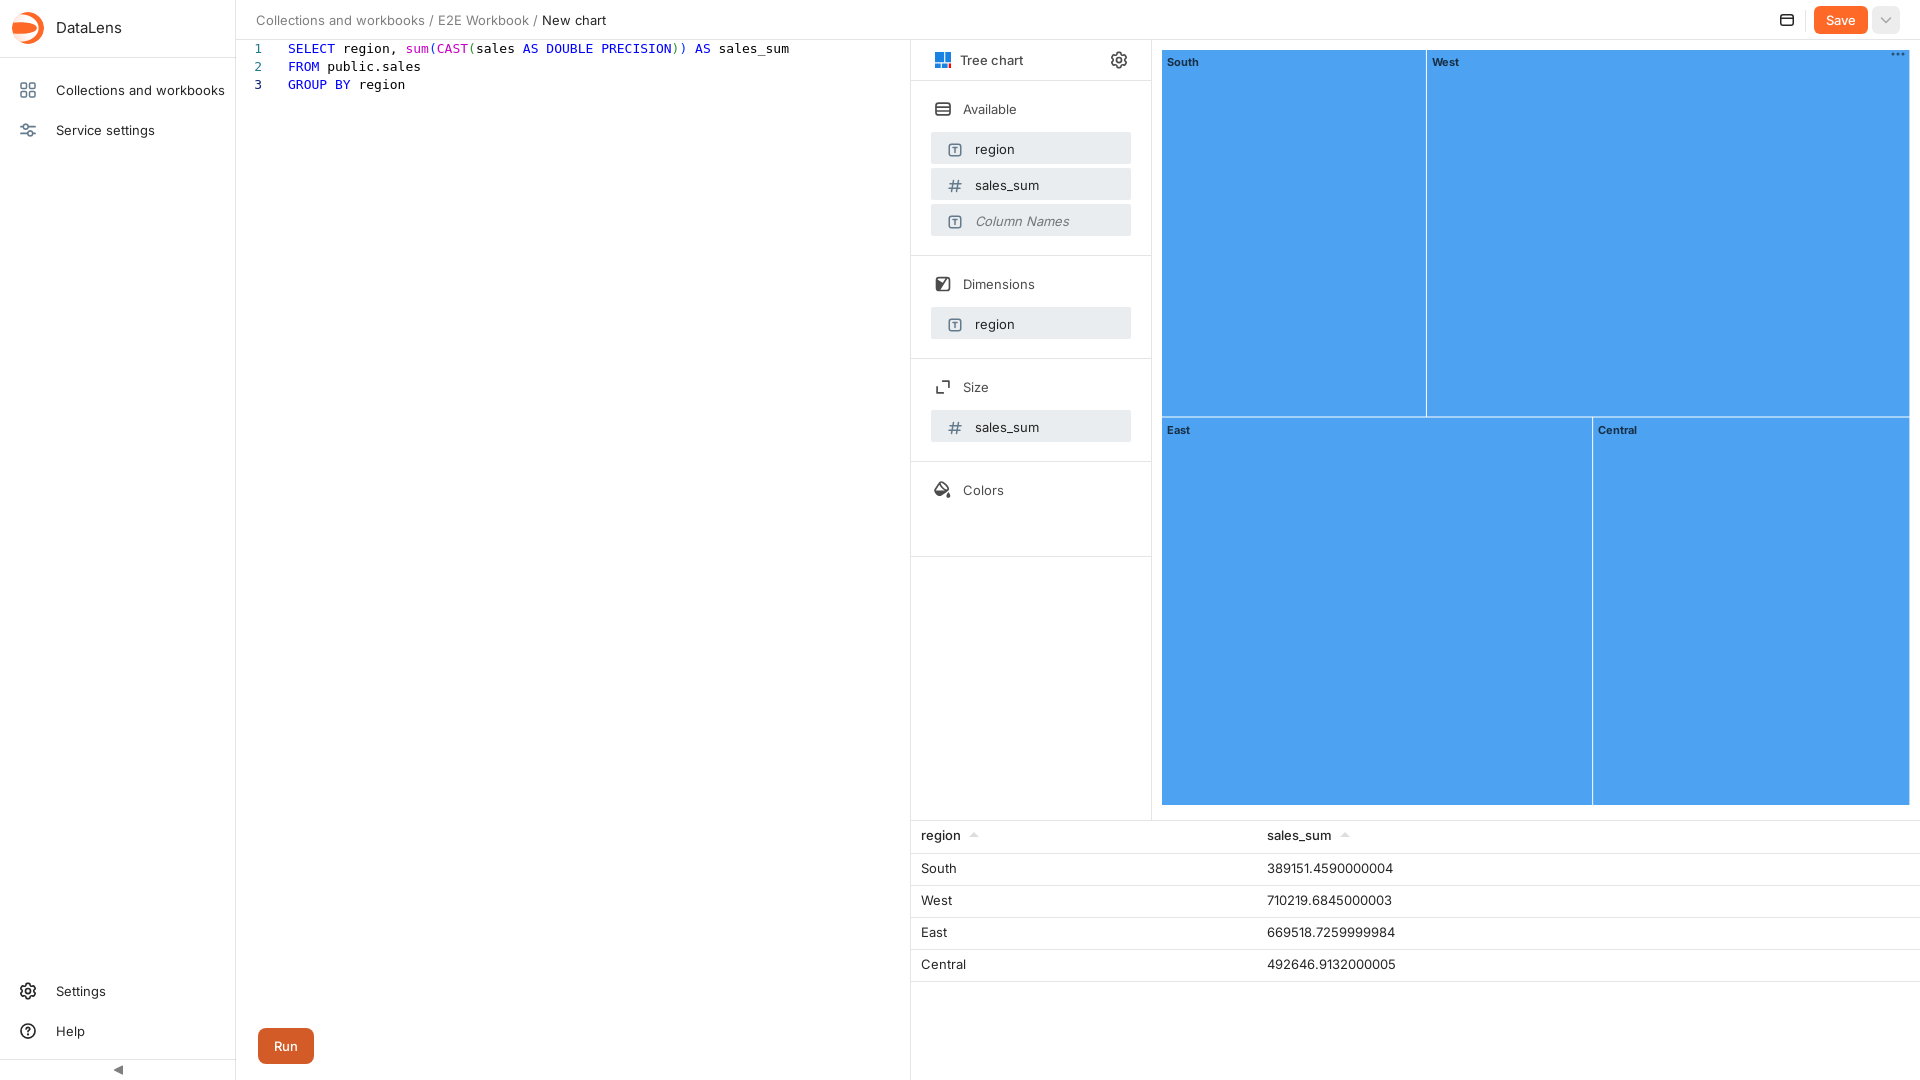 DataLens
Collections and workbooks
Service settings
Settings
Help
Collections and workbooks / E2E Workbook / New chart
Save
1 SELECT region, sum(CAST(sales AS DOUBLE PRECISION)) AS sales_sum
2 FROM public.sales
3 GROUP BY region
Run
Tree chart
Available
region
sales_sum
Column Names
Dimensions
region
Size
sales_sum
Colors
South
West
East
Central
region sales_sum
South 389151.4590000004
West 710219.6845000003
East 669518.7259999984
Central 492646.9132000005